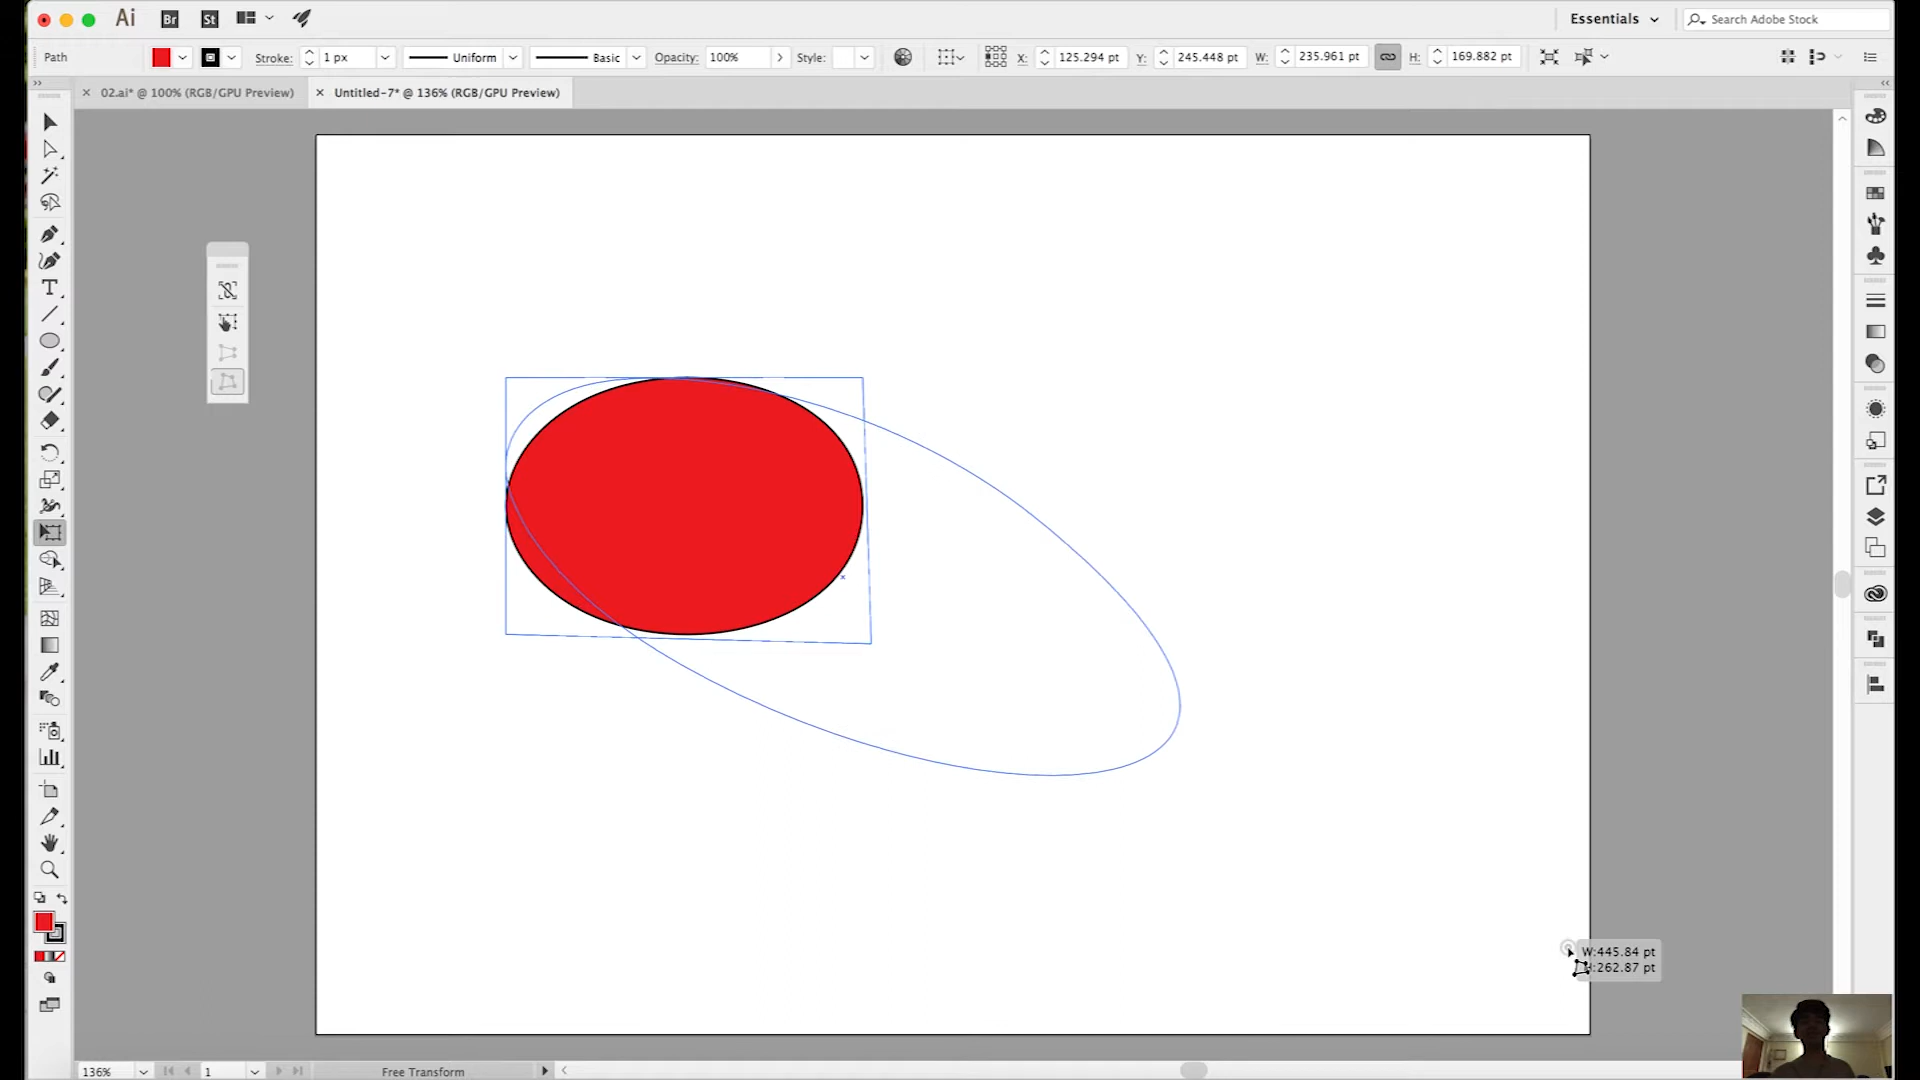 Ai Br St Essentials Search Adobe Stock
Path Stroke: 1 px Uniform Basic Opacity: 100% Style: X: 125.294 pt Y: 245.448 pt W: 235.961 pt H: 169.882 pt
02.ai* @ 100% (RGB/GPU Preview) Untitled-7* @ 136% (RGB/GPU Preview)
W:445.84 pt
H:262.87 pt
136% 1 Free Transform